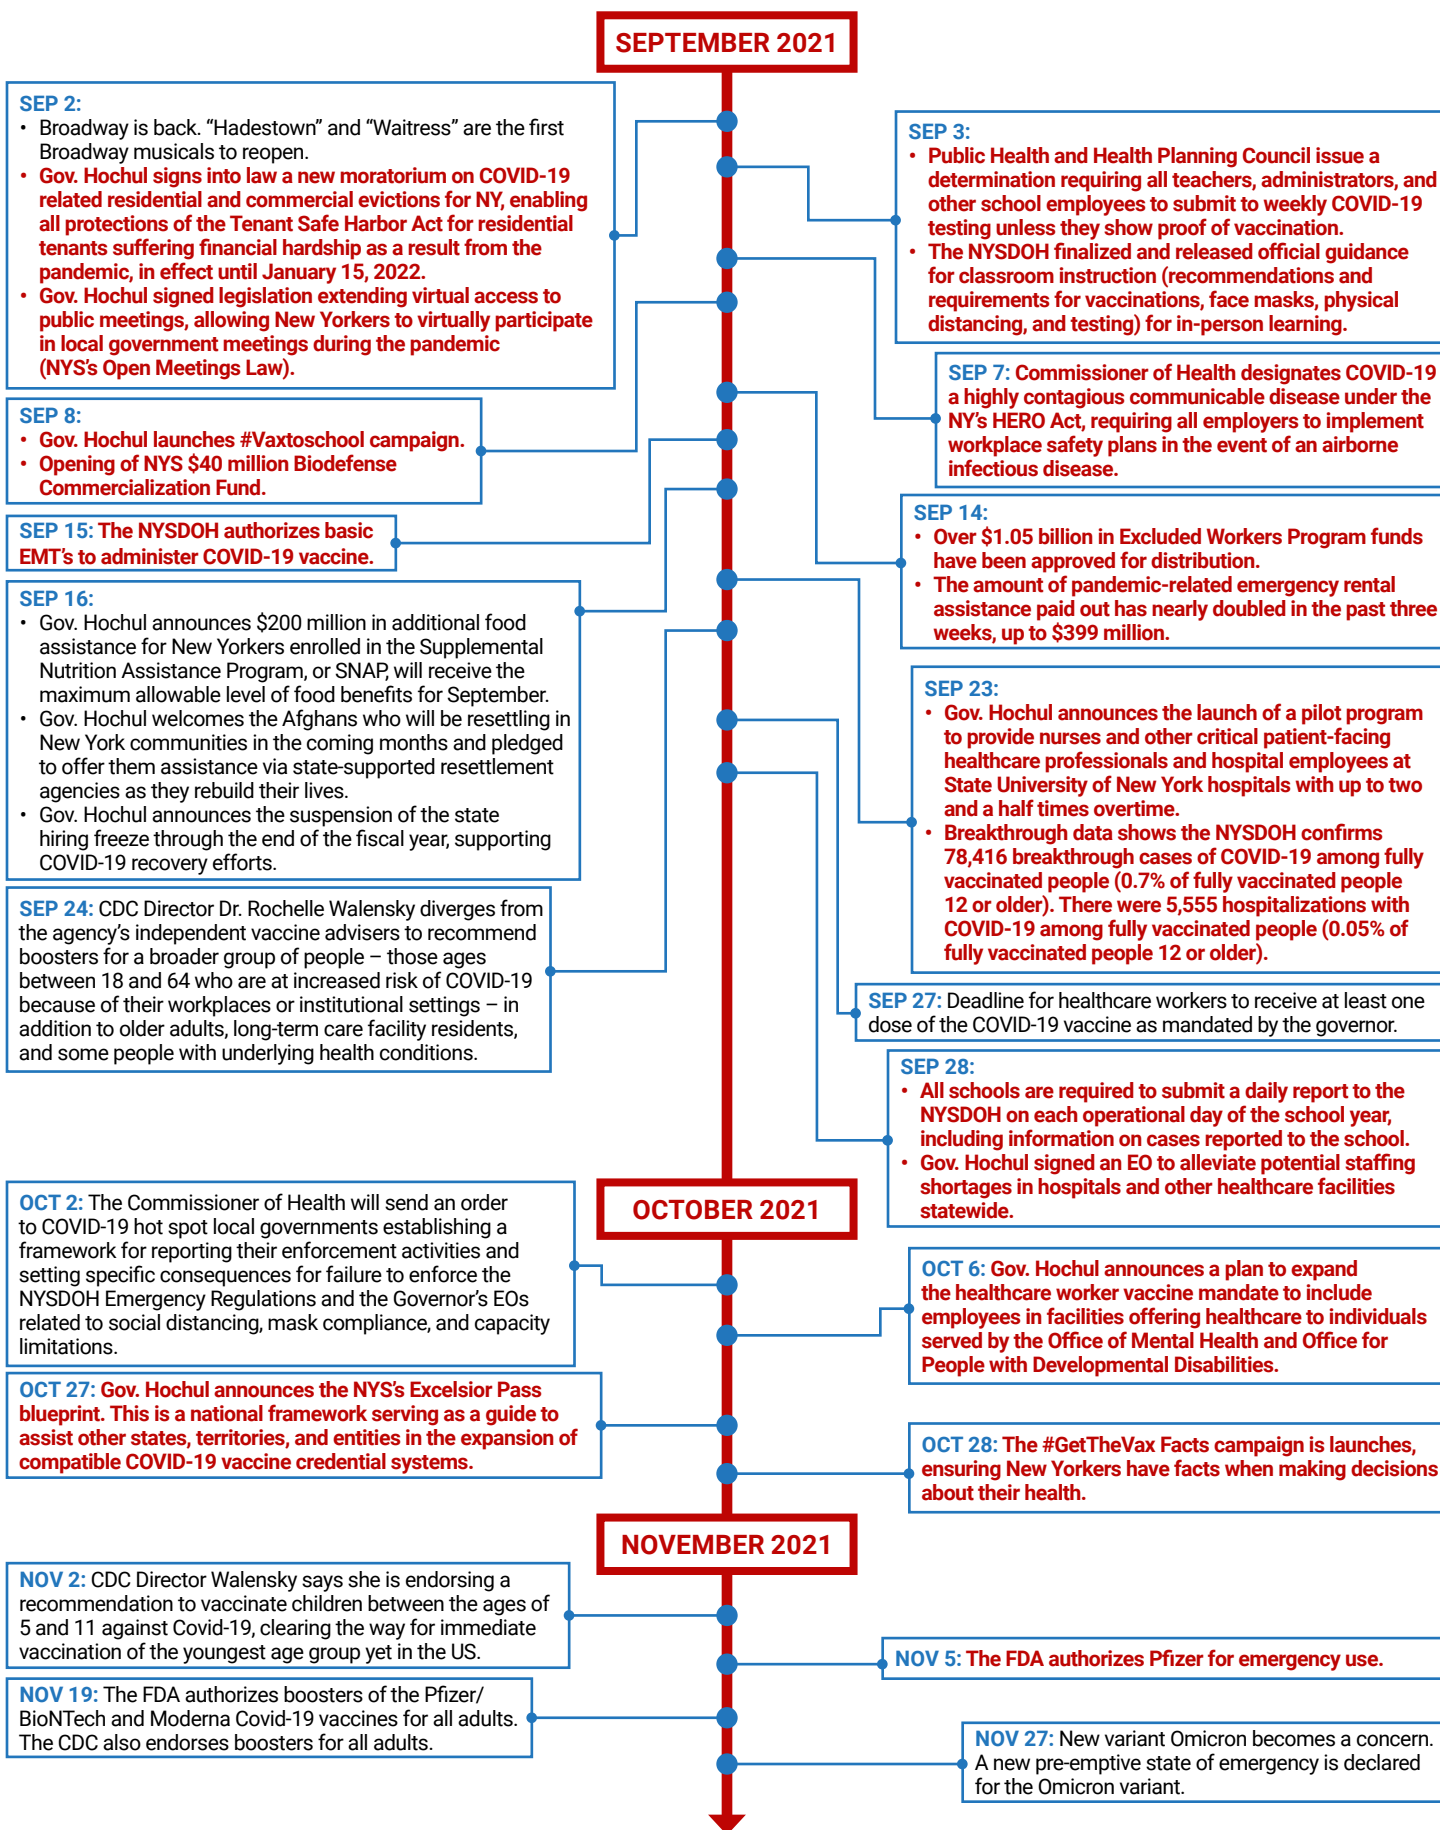 SEPTEMBER 2021
SEP 2:
• Broadway is back. “Hadestown” and “Waitress” are the first
Broadway musicals to reopen.
• Gov. Hochul signs into law a new moratorium on COVID-19
related residential and commercial evictions for NY, enabling
all protections of the Tenant Safe Harbor Act for residential
tenants suffering financial hardship as a result from the
pandemic, in effect until January 15, 2022.
• Gov. Hochul signed legislation extending virtual access to
public meetings, allowing New Yorkers to virtually participate
in local government meetings during the pandemic
(NYS’s Open Meetings Law).
SEP 3:
• Public Health and Health Planning Council issue a
determination requiring all teachers, administrators, and
other school employees to submit to weekly COVID-19
testing unless they show proof of vaccination.
• The NYSDOH finalized and released official guidance
for classroom instruction (recommendations and
requirements for vaccinations, face masks, physical
distancing, and testing) for in-person learning.
SEP 7: Commissioner of Health designates COVID-19
a highly contagious communicable disease under the
NY’s HERO Act, requiring all employers to implement
workplace safety plans in the event of an airborne
infectious disease.
SEP 8:
• Gov. Hochul launches #Vaxtoschool campaign.
• Opening of NYS $40 million Biodefense
Commercialization Fund.
SEP 14:
• Over $1.05 billion in Excluded Workers Program funds
have been approved for distribution.
• The amount of pandemic-related emergency rental
assistance paid out has nearly doubled in the past three
weeks, up to $399 million.
SEP 15: The NYSDOH authorizes basic
EMT’s to administer COVID-19 vaccine.
SEP 16:
• Gov. Hochul announces $200 million in additional food
assistance for New Yorkers enrolled in the Supplemental
Nutrition Assistance Program, or SNAP, will receive the
maximum allowable level of food benefits for September.
• Gov. Hochul welcomes the Afghans who will be resettling in
New York communities in the coming months and pledged
to offer them assistance via state-supported resettlement
agencies as they rebuild their lives.
• Gov. Hochul announces the suspension of the state
hiring freeze through the end of the fiscal year, supporting
COVID-19 recovery efforts.
SEP 23:
• Gov. Hochul announces the launch of a pilot program
to provide nurses and other critical patient-facing
healthcare professionals and hospital employees at
State University of New York hospitals with up to two
and a half times overtime.
• Breakthrough data shows the NYSDOH confirms
78,416 breakthrough cases of COVID-19 among fully
vaccinated people (0.7% of fully vaccinated people
12 or older). There were 5,555 hospitalizations with
COVID-19 among fully vaccinated people (0.05% of
fully vaccinated people 12 or older).
SEP 24: CDC Director Dr. Rochelle Walensky diverges from
the agency’s independent vaccine advisers to recommend
boosters for a broader group of people – those ages
between 18 and 64 who are at increased risk of COVID-19
because of their workplaces or institutional settings – in
addition to older adults, long-term care facility residents,
and some people with underlying health conditions.
SEP 27: Deadline for healthcare workers to receive at least one
dose of the COVID-19 vaccine as mandated by the governor.
SEP 28:
• All schools are required to submit a daily report to the
NYSDOH on each operational day of the school year,
including information on cases reported to the school.
• Gov. Hochul signed an EO to alleviate potential staffing
shortages in hospitals and other healthcare facilities
statewide.
OCTOBER 2021
OCT 2: The Commissioner of Health will send an order
to COVID-19 hot spot local governments establishing a
framework for reporting their enforcement activities and
setting specific consequences for failure to enforce the
NYSDOH Emergency Regulations and the Governor’s EOs
related to social distancing, mask compliance, and capacity
limitations.
OCT 6: Gov. Hochul announces a plan to expand
the healthcare worker vaccine mandate to include
employees in facilities offering healthcare to individuals
served by the Office of Mental Health and Office for
People with Developmental Disabilities.
OCT 27: Gov. Hochul announces the NYS’s Excelsior Pass
blueprint. This is a national framework serving as a guide to
assist other states, territories, and entities in the expansion of
compatible COVID-19 vaccine credential systems.
OCT 28: The #GetTheVax Facts campaign is launches,
ensuring New Yorkers have facts when making decisions
about their health.
NOVEMBER 2021
NOV 2: CDC Director Walensky says she is endorsing a
recommendation to vaccinate children between the ages of
5 and 11 against Covid-19, clearing the way for immediate
vaccination of the youngest age group yet in the US.
NOV 5: The FDA authorizes Pfizer for emergency use.
NOV 19: The FDA authorizes boosters of the Pfizer/
BioNTech and Moderna Covid-19 vaccines for all adults.
The CDC also endorses boosters for all adults.
NOV 27: New variant Omicron becomes a concern.
A new pre-emptive state of emergency is declared
for the Omicron variant.